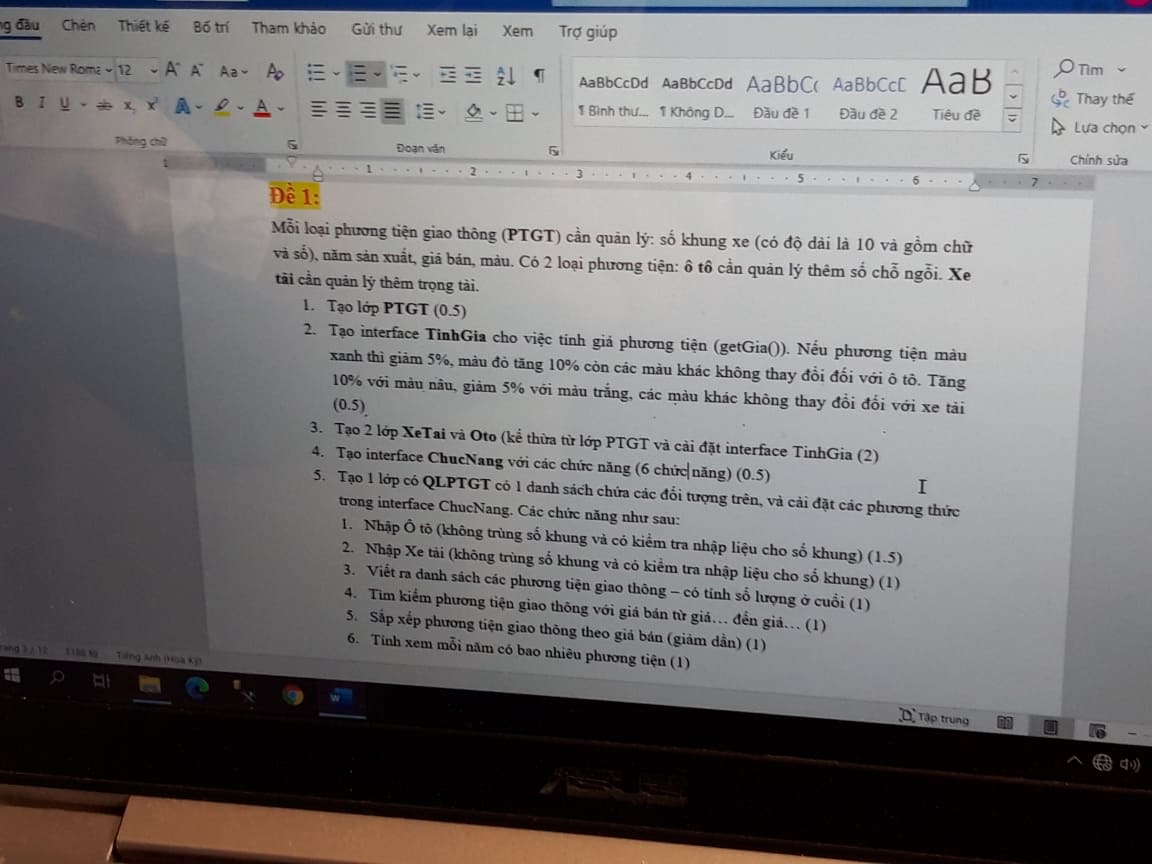 ng đầu Chèn Thiết kế Bố trí Tham khảo Gửi thư Xem lại Xem Trợ giúp
Times New Roma 12 A A Aa A
AaBbCcDd AaBbCcDd AaBbC AaBbCcD AaB
Tìm
B I U ab x, x² A A
¶ Bình thư... ¶ Không D... Đầu đề 1 Đầu đề 2 Tiêu đề
Thay thế
Lựa chọn
Phông chữ Đoạn văn Kiểu Chỉnh sửa
1 1 2 3 4 5 6 7
Đề 1:
Mỗi loại phương tiện giao thông (PTGT) cần quản lý: số khung xe (có độ dài là 10 và gồm chữ
và số), năm sản xuất, giá bán, màu. Có 2 loại phương tiện: ô tô cần quản lý thêm số chỗ ngồi. Xe
tải cần quản lý thêm trọng tải.
1. Tạo lớp PTGT (0.5)
2. Tạo interface TinhGia cho việc tính giá phương tiện (getGia()). Nếu phương tiện màu
xanh thì giảm 5%, màu đỏ tăng 10% còn các màu khác không thay đổi đối với ô tô. Tăng
10% với màu nâu, giảm 5% với màu trắng, các màu khác không thay đổi đối với xe tải
(0.5)
3. Tạo 2 lớp XeTai và Oto (kế thừa từ lớp PTGT và cài đặt interface TinhGia (2)
4. Tạo interface ChucNang với các chức năng (6 chức năng) (0.5)
5. Tạo 1 lớp có QLPTGT có 1 danh sách chứa các đối tượng trên, và cài đặt các phương thức
trong interface ChucNang. Các chức năng như sau:
1. Nhập Ô tô (không trùng số khung và có kiểm tra nhập liệu cho số khung) (1.5)
2. Nhập Xe tải (không trùng số khung và có kiểm tra nhập liệu cho số khung) (1)
3. Viết ra danh sách các phương tiện giao thông – có tính số lượng ở cuối (1)
4. Tìm kiếm phương tiện giao thông với giá bán từ giá... đến giá... (1)
5. Sắp xếp phương tiện giao thông theo giá bán (giảm dần) (1)
6. Tính xem mỗi năm có bao nhiêu phương tiện (1)
Tiếng Anh (Hoa Kỳ)
Tập trung
ASUS